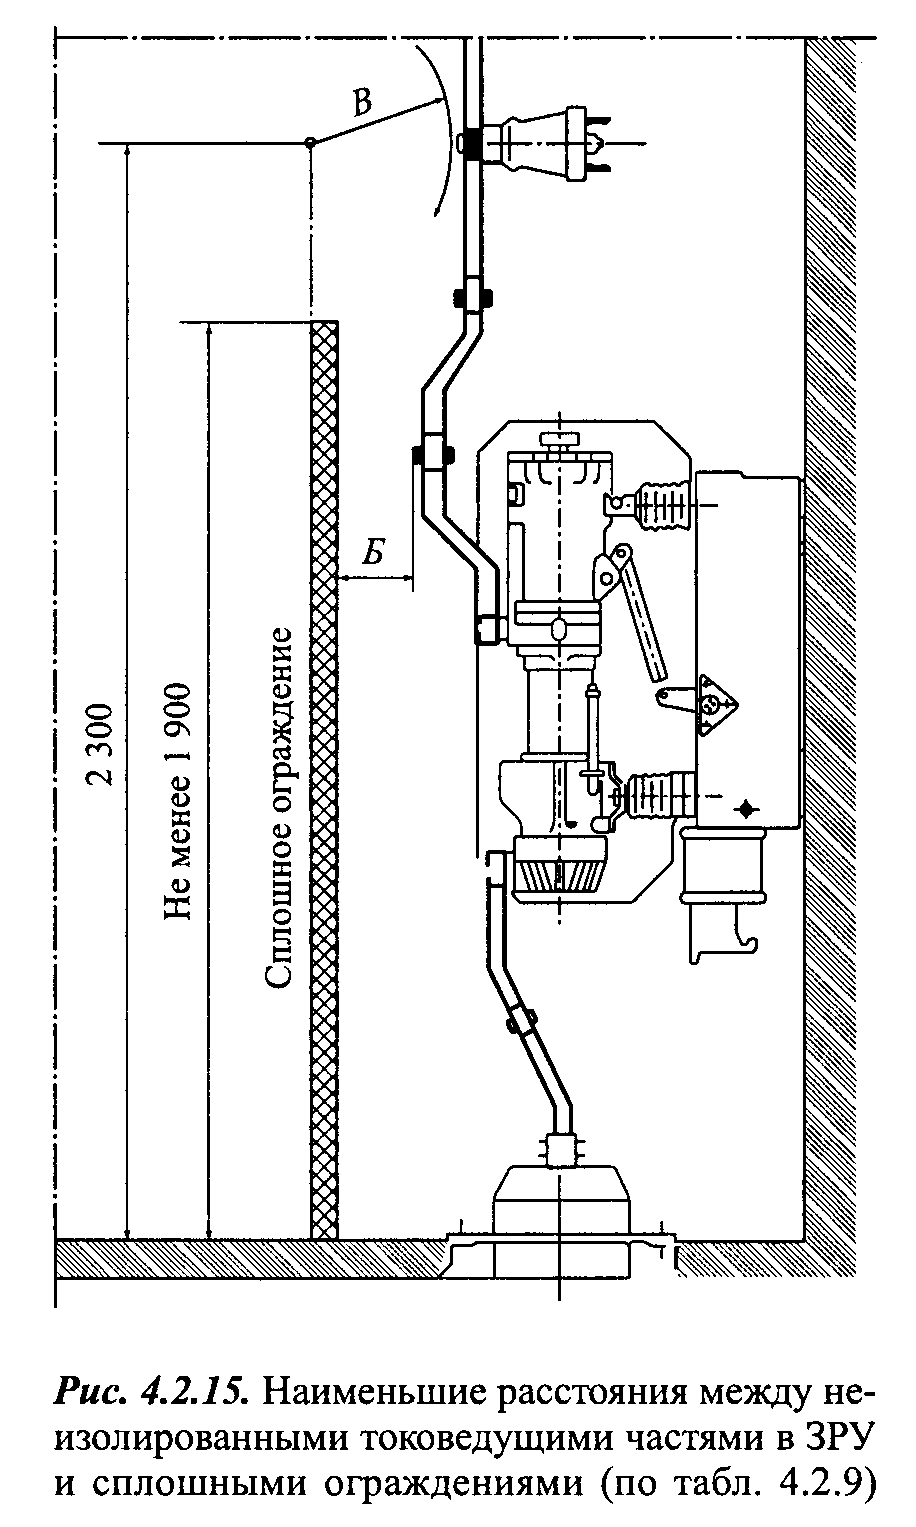 В
Б
2 300
Не менее 1 900
Сплошное ограждение
Рис. 4.2.15. Наименьшие расстояния между не-
изолированными токоведущими частями в ЗРУ
и сплошными ограждениями (по табл. 4.2.9)